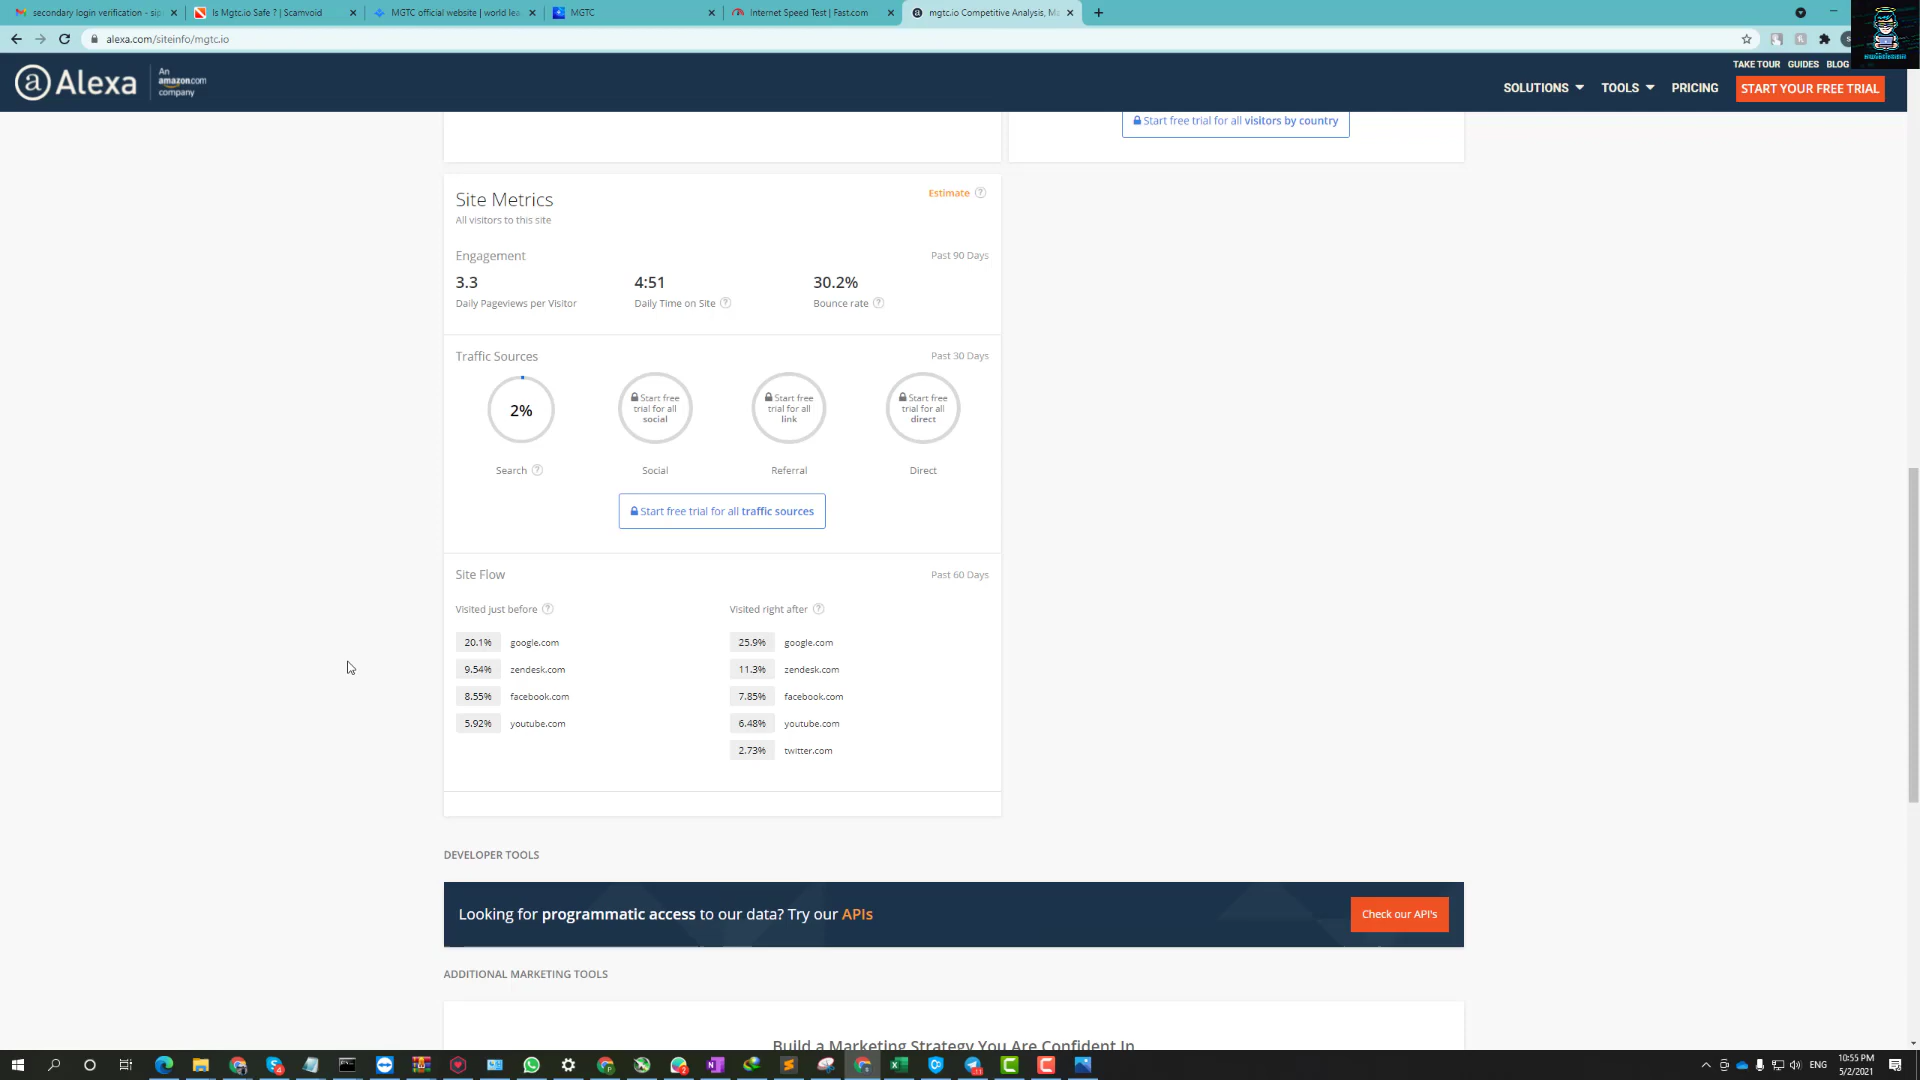 secondary login verification - sip
Is Mgtc.io Safe ? | Scamvoid
MGTC official website | world lea
MGTC
Internet Speed Test | Fast.com
mgtc.io Competitive Analysis, Ma
alexa.com/siteinfo/mgtc.io
Alexa
An
amazon.com
company
TAKE TOUR GUIDES BLOG
SOLUTIONS TOOLS PRICING START YOUR FREE TRIAL
Start free trial for all visitors by country
Site Metrics
Estimate ?
All visitors to this site
Engagement
Past 90 Days
3.3 4:51 30.2%
Daily Pageviews per Visitor Daily Time on Site ? Bounce rate ?
Traffic Sources
Past 30 Days
2%
Start free
trial for all
social
Start free
trial for all
link
Start free
trial for all
direct
Search ? Social Referral Direct
Start free trial for all traffic sources
Site Flow
Past 60 Days
Visited just before ?
20.1% google.com
9.54% zendesk.com
8.55% facebook.com
5.92% youtube.com
Visited right after ?
25.9% google.com
11.3% zendesk.com
7.85% facebook.com
6.48% youtube.com
2.73% twitter.com
DEVELOPER TOOLS
Looking for programmatic access to our data? Try our APIs
Check our API's
ADDITIONAL MARKETING TOOLS
Build a Marketing Strategy You Are Confident In
ENG
10:55 PM
5/2/2021